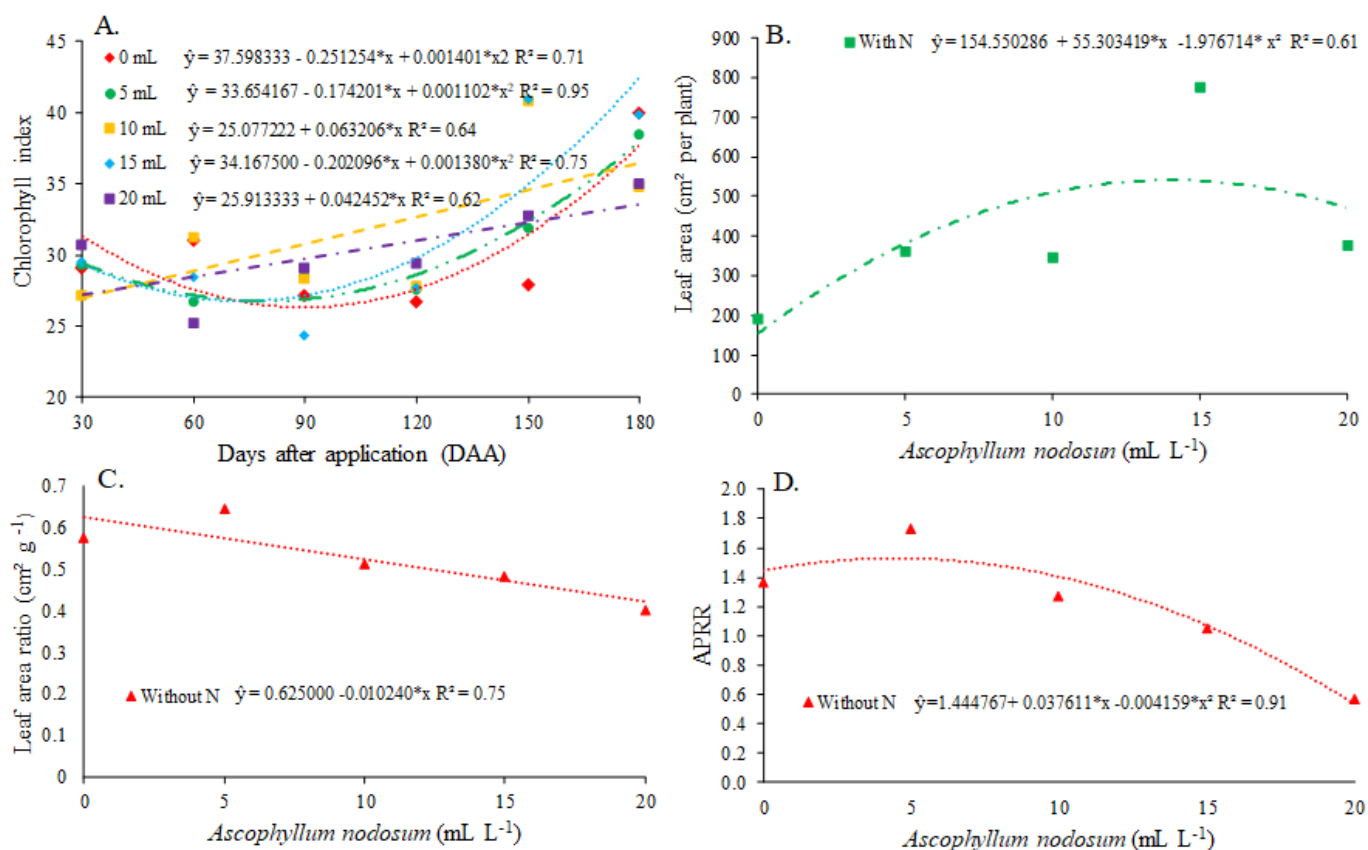 A.
ŷ= 37.598333 - 0.251254*x + 0.001401*x2 R² = 0.71
ŷ = 33.654167 - 0.174201*x + 0.001102*x² R² = 0.95
ŷ = 25.077222 + 0.063206*x R² = 0.64
ŷ = 34.167500 - 0.202096*x + 0.001380*x² R² = 0.75
ŷ = 25.913333 + 0.042452*x R² = 0.62
0 mL
5 mL
10 mL
15 mL
20 mL
Chlorophyll index
45
40
35
30
25
20
30
60
90
120
150
180
Days after application (DAA)
B.
With N ŷ= 154.550286 + 55.303419*x -1.976714* x² R² = 0.61
Leaf area (cm² per plant)
900
800
700
600
500
400
300
200
100
0
0
5
10
15
20
Ascophyllum nodosun (mL L⁻¹)
C.
Leaf area ratio (cm² g ⁻¹)
0.7
0.6
0.5
0.4
0.3
0.2
0.1
0
Without N ŷ = 0.625000 -0.010240*x R² = 0.75
0
5
10
15
20
Ascophyllum nodosum (mL L⁻¹)
D.
APRR
2.0
1.8
1.6
1.4
1.2
1.0
0.8
0.6
0.4
0.2
0.0
Without N ŷ=1.444767+ 0.037611*x -0.004159*x² R² = 0.91
0
5
10
15
20
Ascophyllum nodosum (mL L⁻¹)